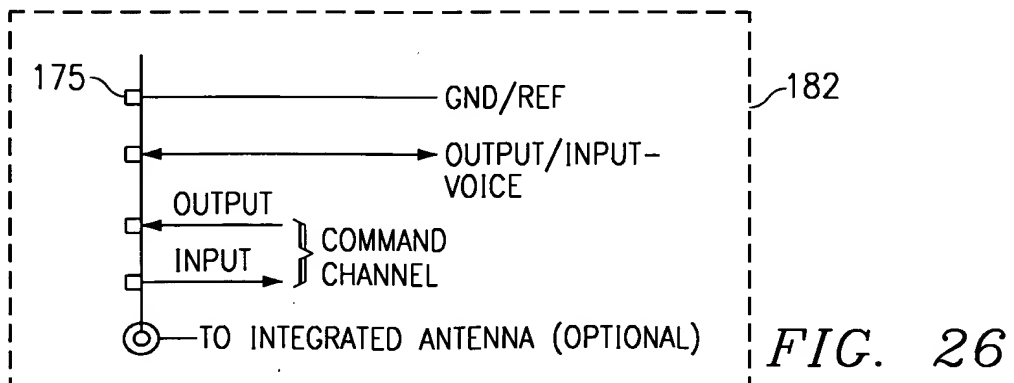 175
GND/REF
182
OUTPUT/INPUT-
VOICE
OUTPUT
INPUT
COMMAND
CHANNEL
TO INTEGRATED ANTENNA (OPTIONAL)
FIG. 26